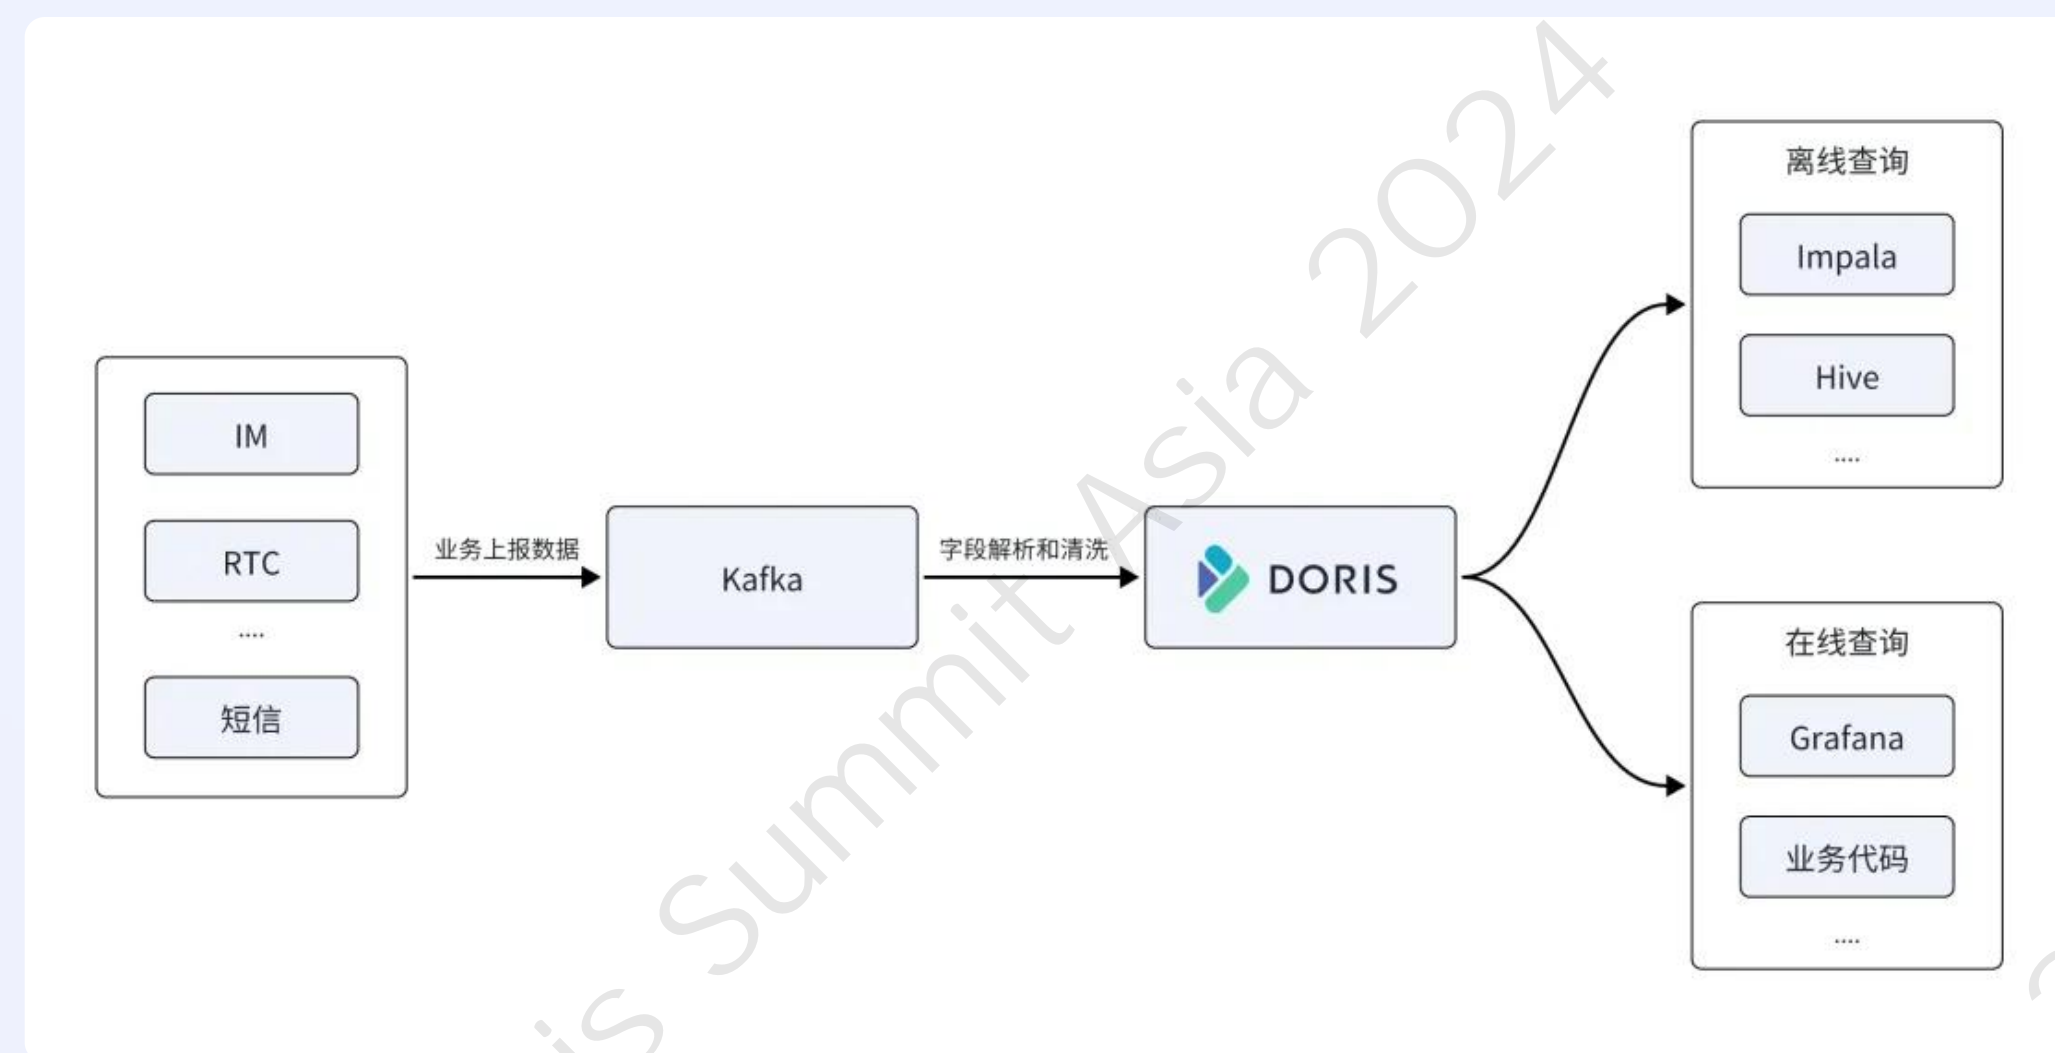 IM
RTC
....
短信
业务上报数据
Kafka
字段解析和清洗
DORIS
离线查询
Impala
Hive
....
在线查询
Grafana
业务代码
....
is Summit Asia 2024